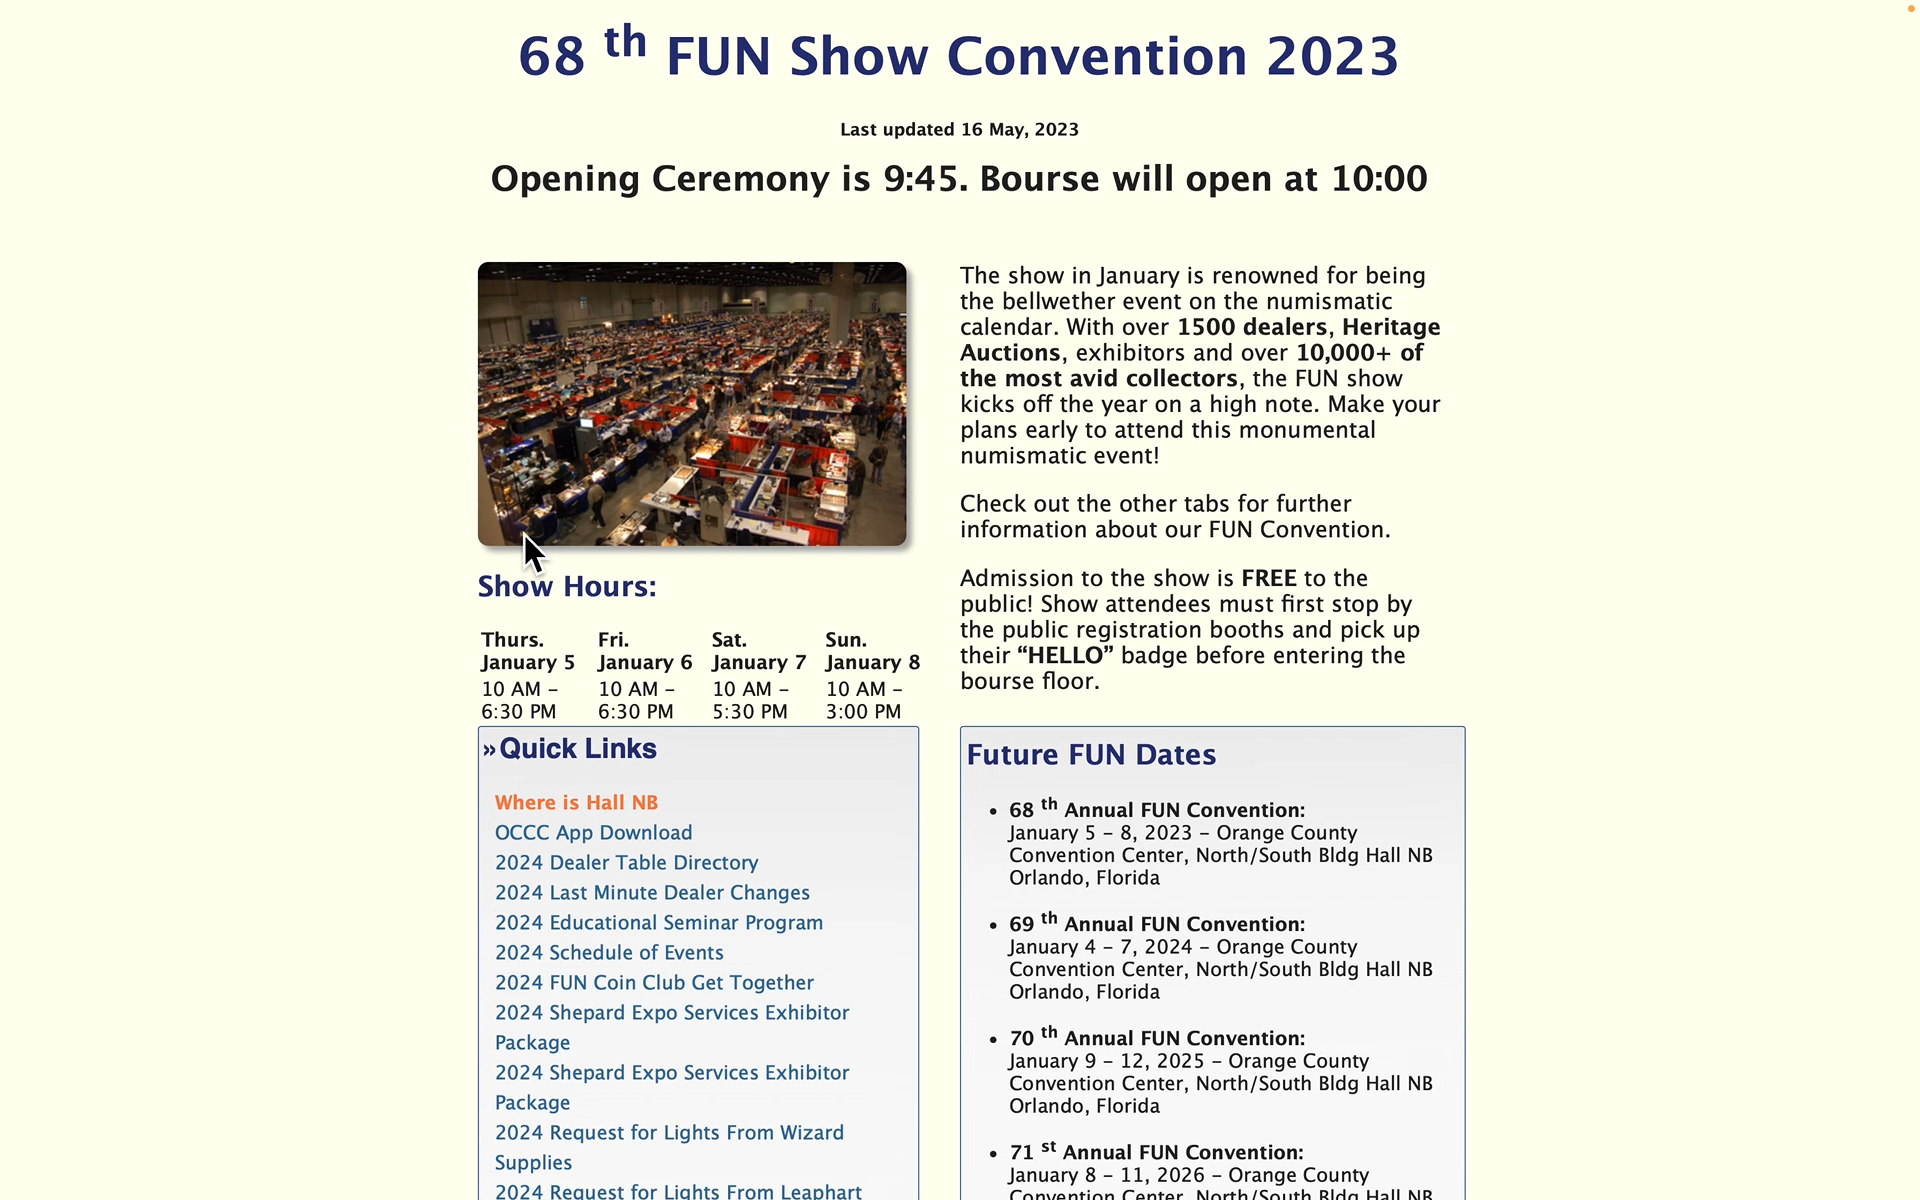 68 th FUN Show Convention 2023
Last updated 16 May, 2023
Opening Ceremony is 9:45. Bourse will open at 10:00
The show in January is renowned for being
the bellwether event on the numismatic
calendar. With over 1500 dealers, Heritage
Auctions, exhibitors and over 10,000+ of
the most avid collectors, the FUN show
kicks off the year on a high note. Make your
plans early to attend this monumental
numismatic event!
Check out the other tabs for further
information about our FUN Convention.
Admission to the show is FREE to the
public! Show attendees must first stop by
the public registration booths and pick up
their “HELLO” badge before entering the
bourse floor.
Show Hours:
Thurs. Fri. Sat. Sun.
January 5 January 6 January 7 January 8
10 AM – 10 AM – 10 AM – 10 AM –
6:30 PM 6:30 PM 5:30 PM 3:00 PM
»Quick Links
Where is Hall NB
OCCC App Download
2024 Dealer Table Directory
2024 Last Minute Dealer Changes
2024 Educational Seminar Program
2024 Schedule of Events
2024 FUN Coin Club Get Together
2024 Shepard Expo Services Exhibitor
Package
2024 Shepard Expo Services Exhibitor
Package
2024 Request for Lights From Wizard
Supplies
2024 Request for Lights From Leaphart
Future FUN Dates
• 68 th Annual FUN Convention:
January 5 – 8, 2023 – Orange County
Convention Center, North/South Bldg Hall NB
Orlando, Florida
• 69 th Annual FUN Convention:
January 4 – 7, 2024 – Orange County
Convention Center, North/South Bldg Hall NB
Orlando, Florida
• 70 th Annual FUN Convention:
January 9 – 12, 2025 – Orange County
Convention Center, North/South Bldg Hall NB
Orlando, Florida
• 71 st Annual FUN Convention:
January 8 – 11, 2026 – Orange County
Convention Center, North/South Bldg Hall NB